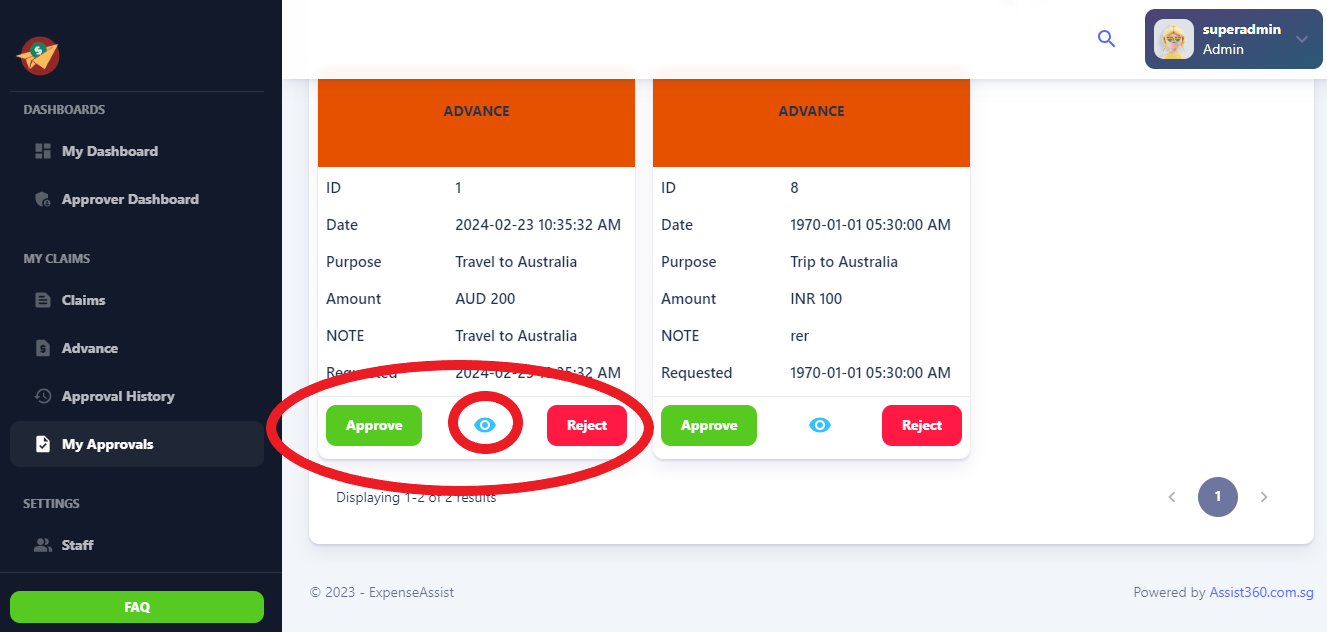 superadmin
Admin
DASHBOARDS
My Dashboard
Approver Dashboard
MY CLAIMS
Claims
Advance
Approval History
My Approvals
SETTINGS
Staff
FAQ
ADVANCE
ID 1
Date 2024-02-23 10:35:32 AM
Purpose Travel to Australia
Amount AUD 200
NOTE Travel to Australia
Requested 2024-02-23 10:35:32 AM
Approve Reject
ADVANCE
ID 8
Date 1970-01-01 05:30:00 AM
Purpose Trip to Australia
Amount INR 100
NOTE rer
Requested 1970-01-01 05:30:00 AM
Approve Reject
Displaying 1-2 of 2 results
1
© 2023 - ExpenseAssist
Powered by Assist360.com.sg